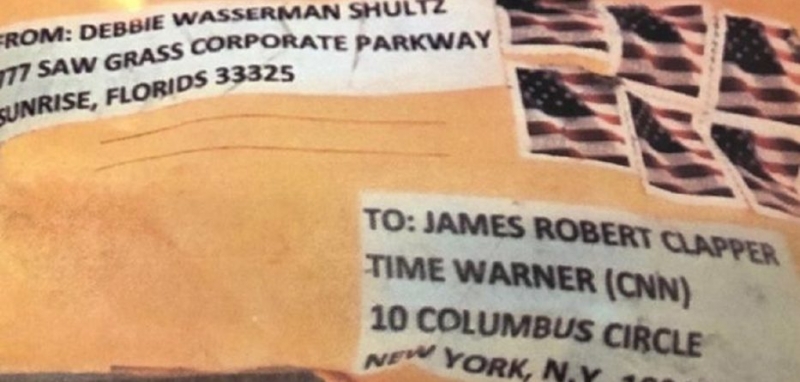 FROM: DEBBIE WASSERMAN SHULTZ
777 SAW GRASS CORPORATE PARKWAY
SUNRISE, FLORIDS 33325
TO: JAMES ROBERT CLAPPER
TIME WARNER (CNN)
10 COLUMBUS CIRCLE
NEW YORK, N.Y.